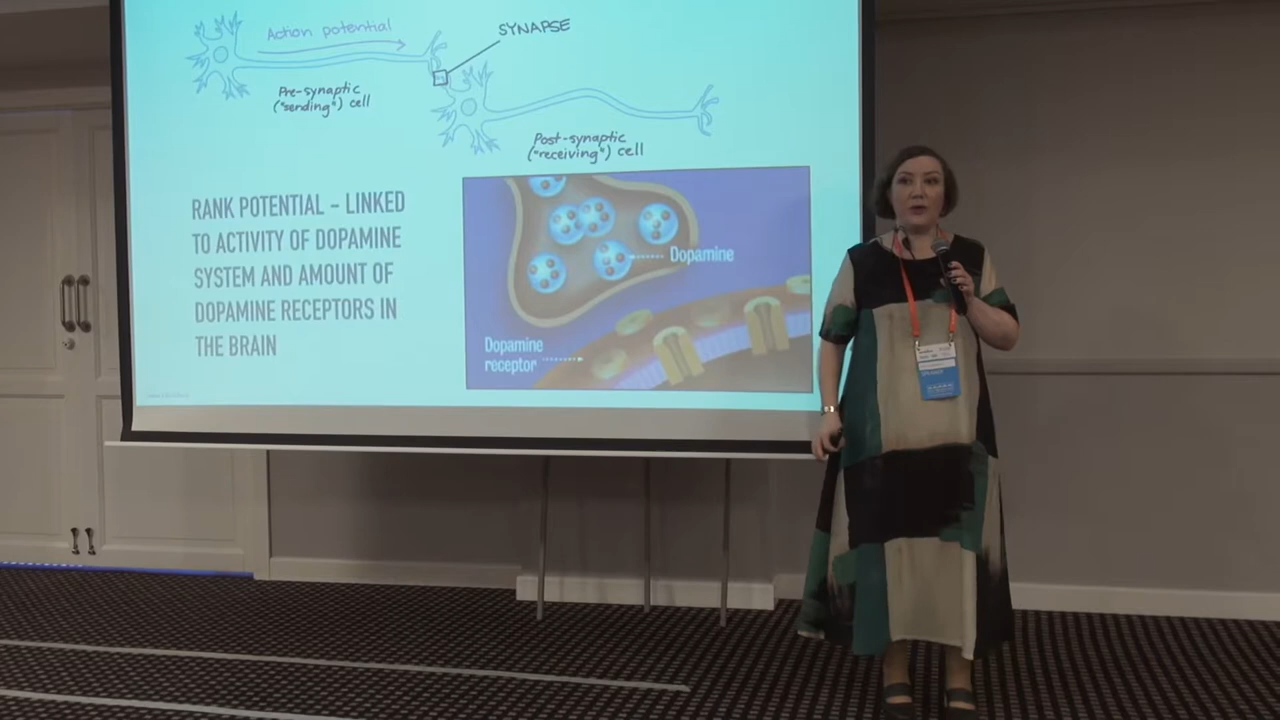 Action potential
SYNAPSE
Pre-synaptic
("sending") cell
Post-synaptic
("receiving") cell
RANK POTENTIAL - LINKED
TO ACTIVITY OF DOPAMINE
SYSTEM AND AMOUNT OF
DOPAMINE RECEPTORS IN
THE BRAIN
Dopamine
Dopamine
receptor